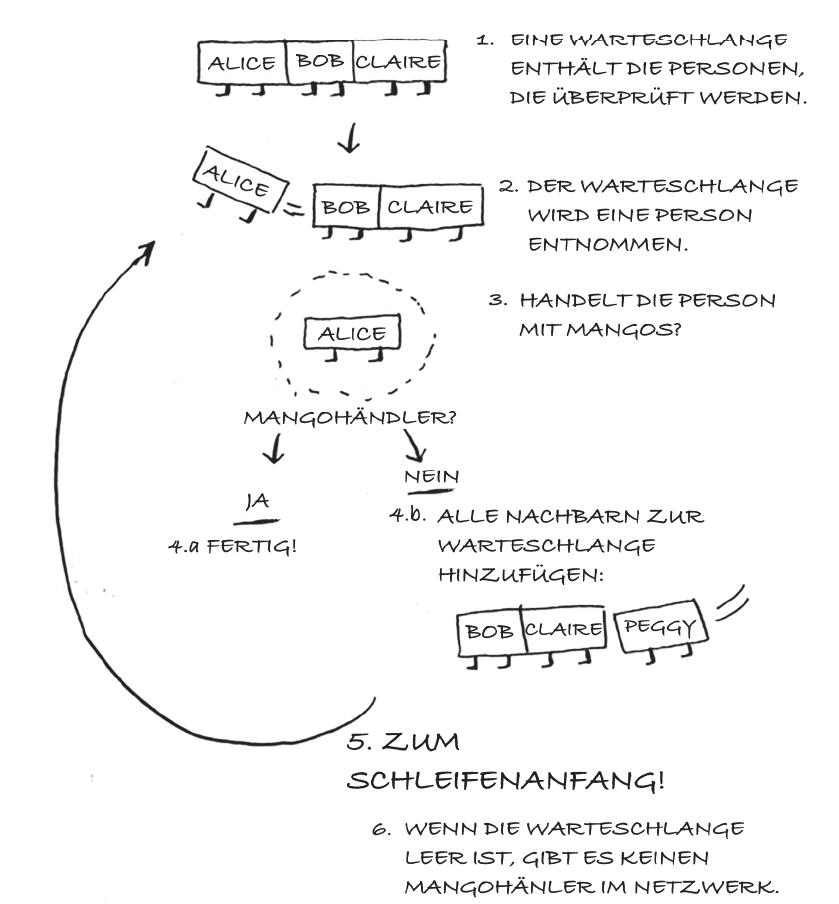 ALICE BOB CLAIRE
1. EINE WARTESCHLANGE
ENTHÄLT DIE PERSONEN,
DIE ÜBERPRÜFT WERDEN.
ALICE
BOB CLAIRE
2. DER WARTESCHLANGE
WIRD EINE PERSON
ENTNOMMEN.
3. HANDELT DIE PERSON
MIT MANGOS?
ALICE
MANGOHÄNDLER?
JA
4.a FERTIG!
NEIN
4.b. ALLE NACHBARN ZUR
WARTESCHLANGE
HINZUFÜGEN:
BOB CLAIRE PEGGY
5. ZUM
SCHLEIFENANFANG!
6. WENN DIE WARTESCHLANGE
LEER IST, GIBT ES KEINEN
MANGOHÄNLER IM NETZWERK.